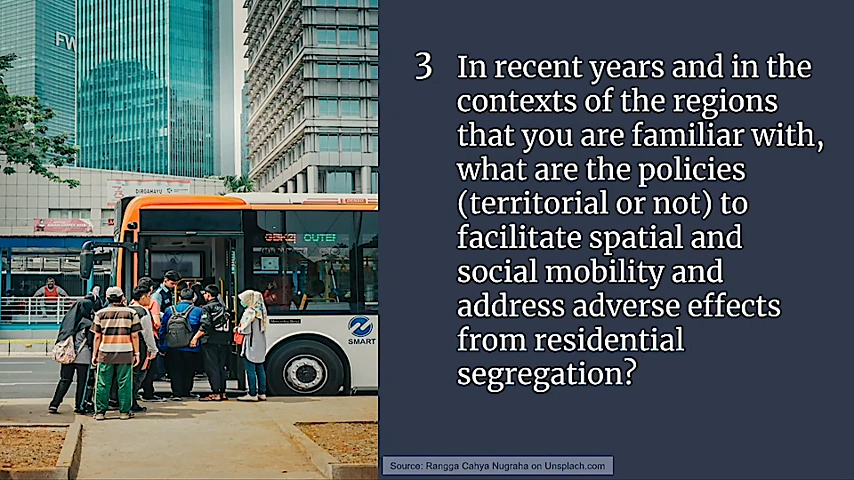 FW
DIRGAHAYU
OUTER
SMART
3 In recent years and in the
contexts of the regions
that you are familiar with,
what are the policies
(territorial or not) to
facilitate spatial and
social mobility and
address adverse effects
from residential
segregation?
Source: Rangga Cahya Nugraha on Unsplach.com